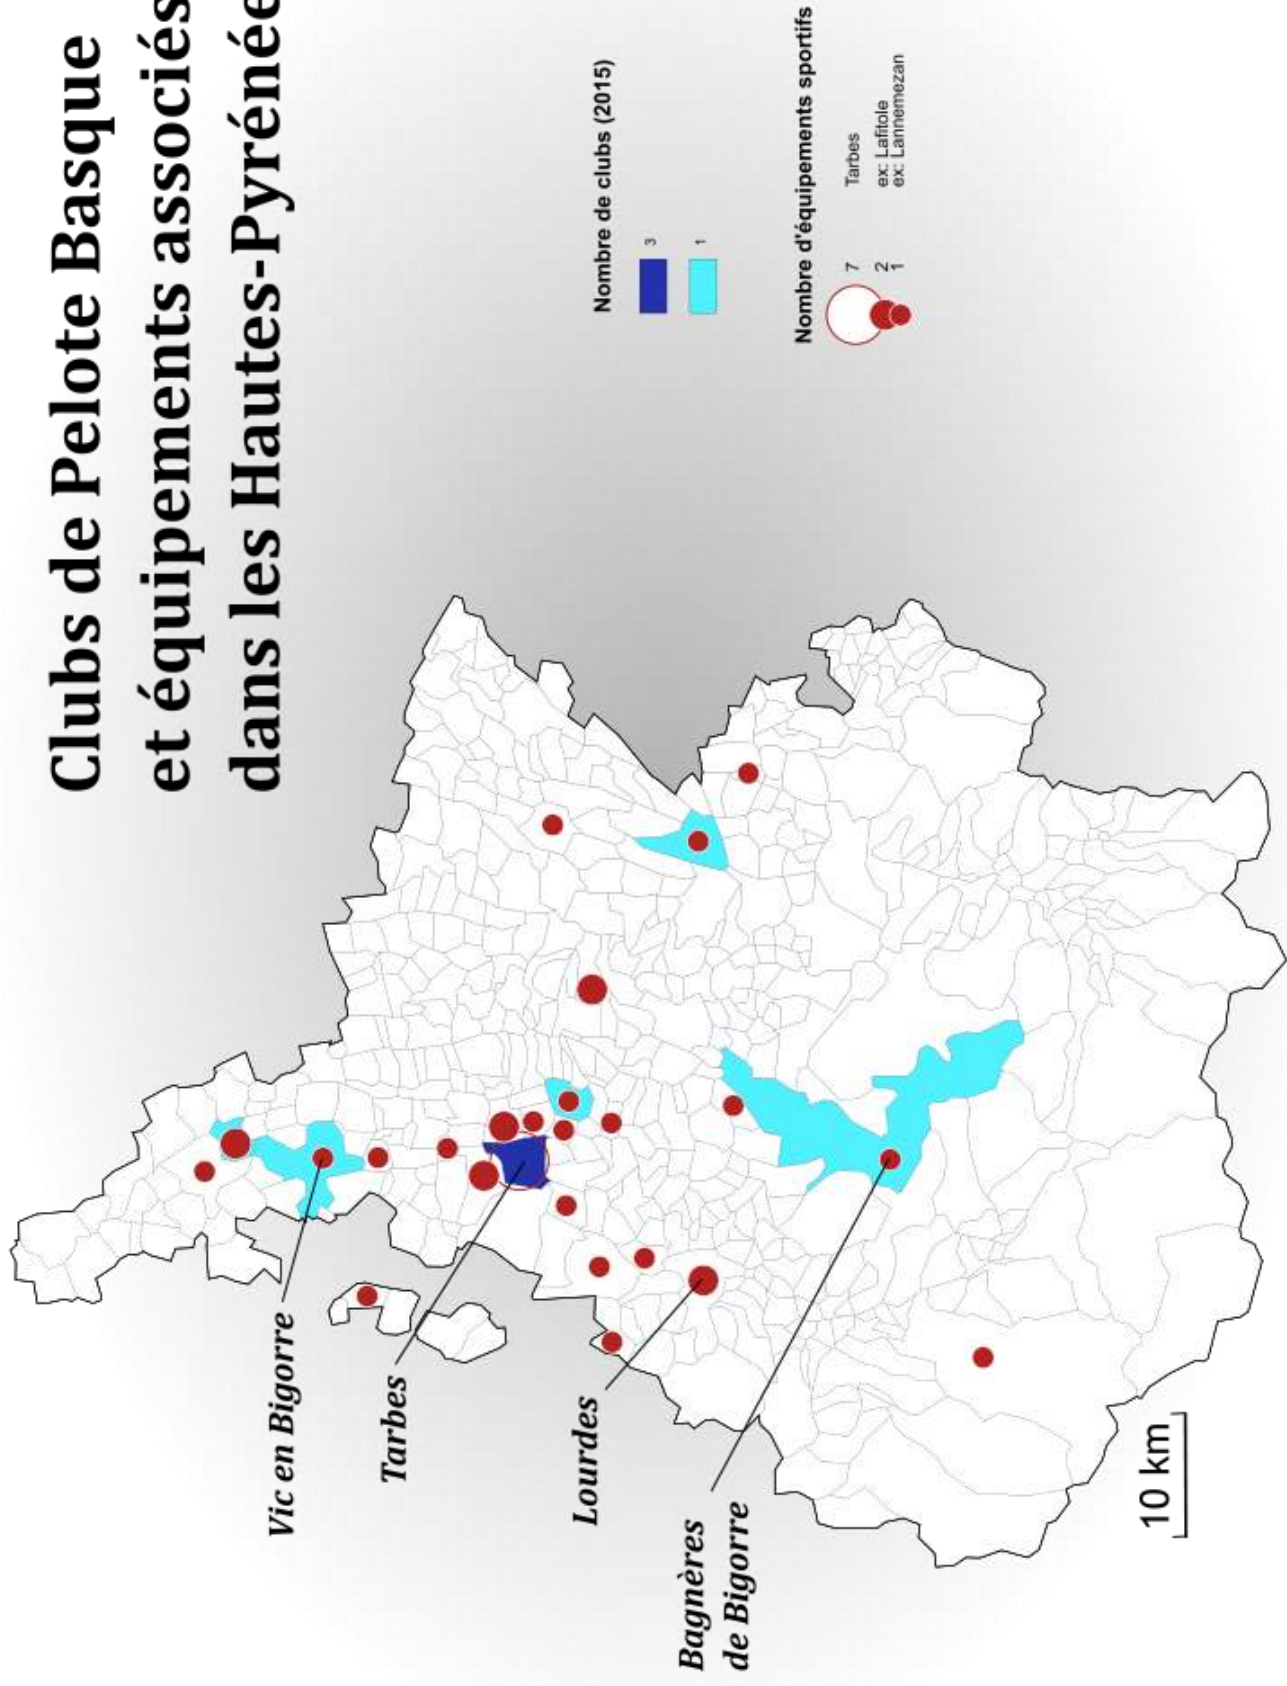 Clubs de Pelote Basque
et équipements associés
dans les Hautes-Pyrénée
Nombre de clubs (2015)
3
1
Nombre d'équipements sportifs
7 Tarbes
2 ex: Lafitole
1 ex: Lannemezan
Vic en Bigorre
Tarbes
Lourdes
Bagnères
de Bigorre
10 km